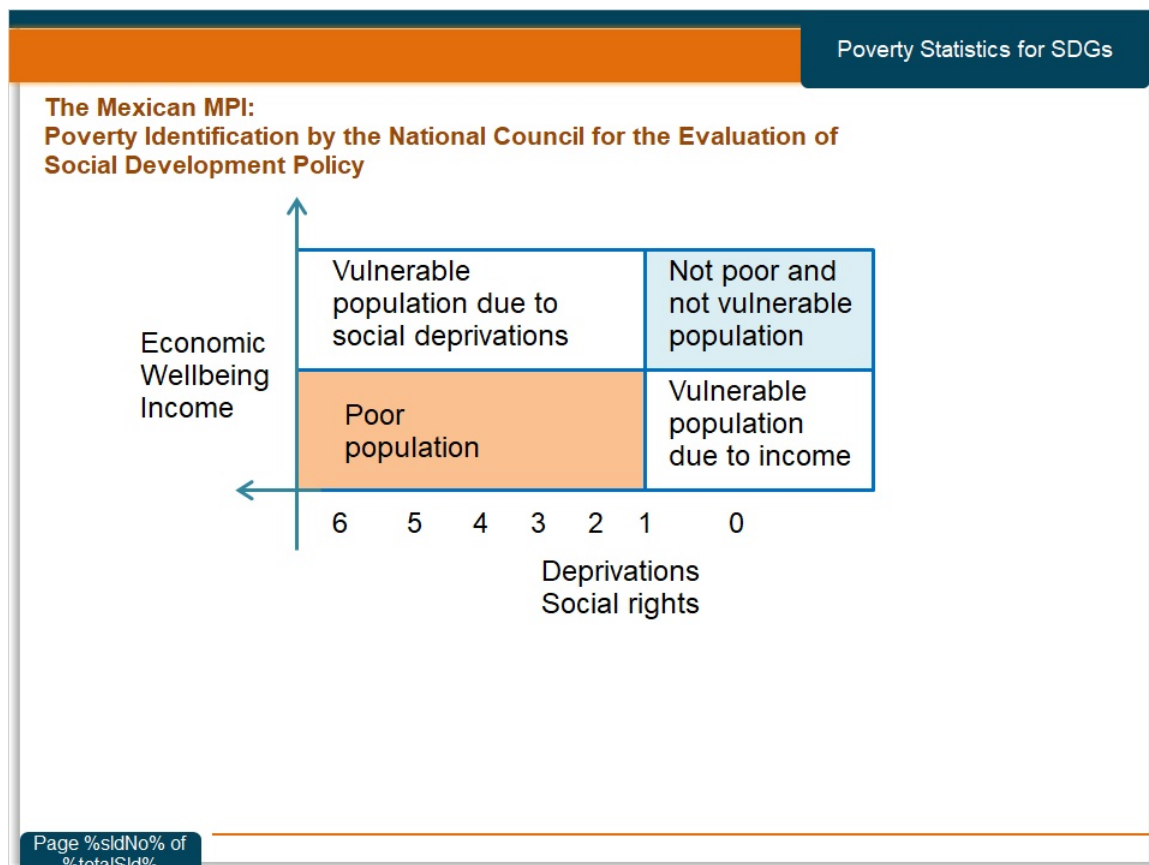 Poverty Statistics for SDGs
The Mexican MPI:
Poverty Identification by the National Council for the Evaluation of
Social Development Policy
Vulnerable
population due to
social deprivations
Not poor and
not vulnerable
population
Economic
Wellbeing
Income
Poor
population
Vulnerable
population
due to income
6 5 4 3 2 1 0
Deprivations
Social rights
Page %sldNo% of
%totalSld%